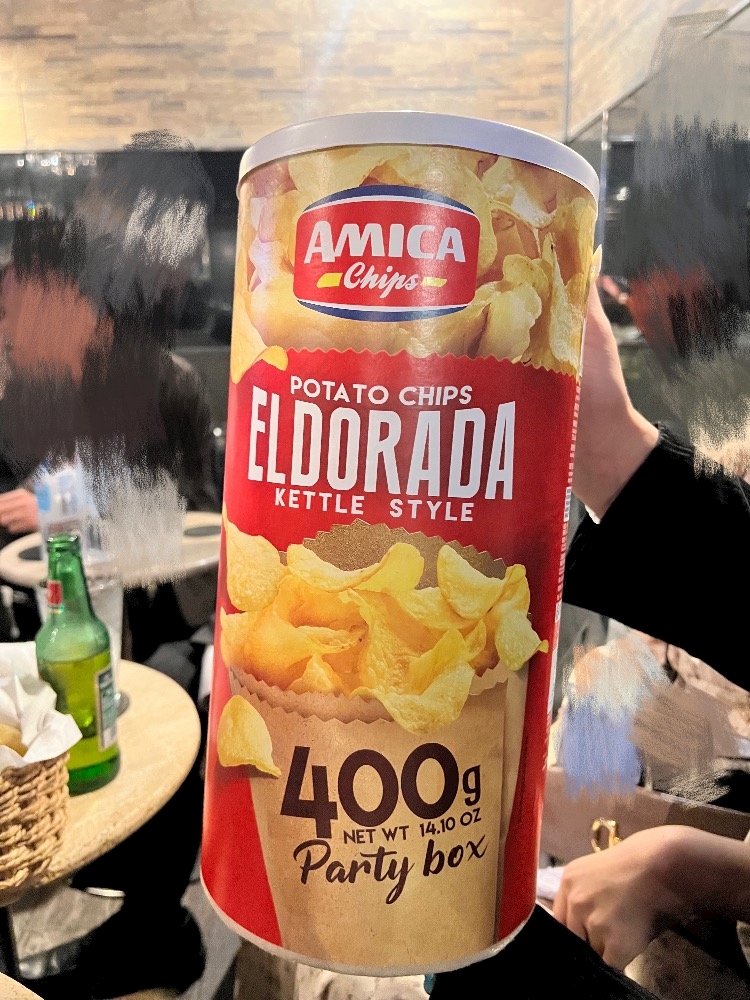 AMICA
Chips
POTATO CHIPS
ELDORADA
KETTLE STYLE
400g
NET WT 14.10 OZ
Party box